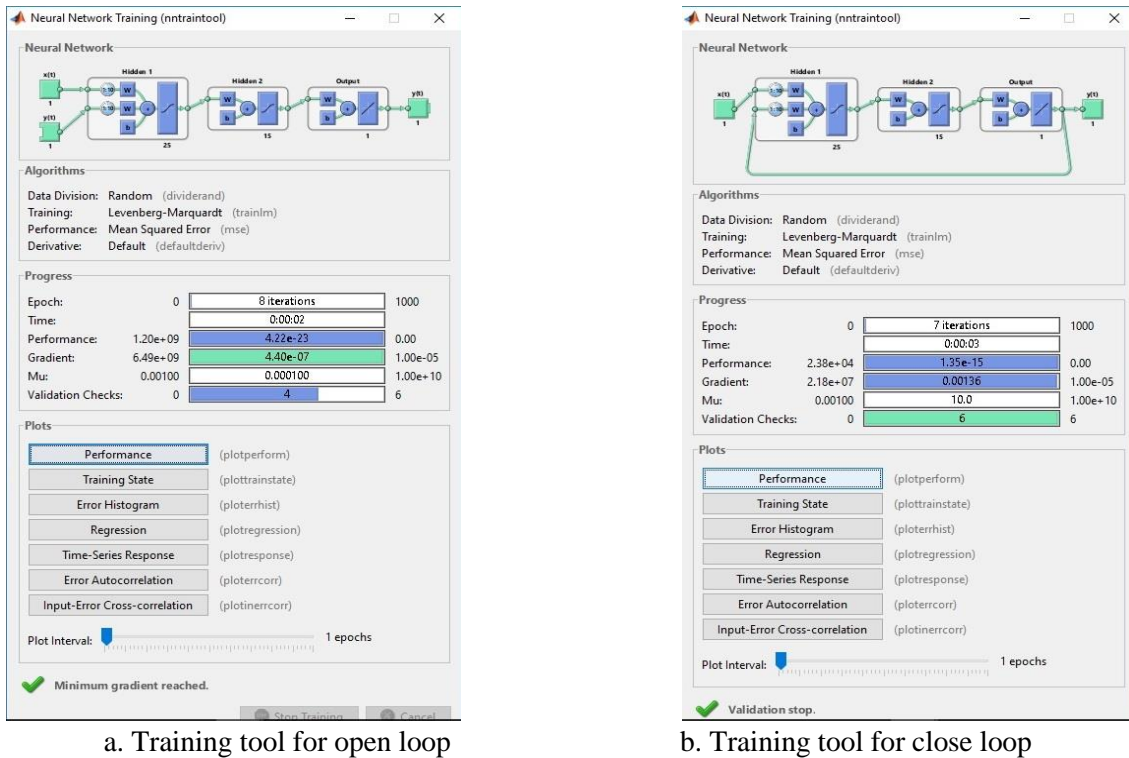 Neural Network Training (nntraintool)
Neural Network
x(t)
1
y(t)
1
Hidden 1
1:10
W
1:10
W
b
25
Hidden 2
W
b
15
Output
W
b
1
y(t)
1
Algorithms
Data Division: Random (dividerand)
Training: Levenberg-Marquardt (trainlm)
Performance: Mean Squared Error (mse)
Derivative: Default (defaultderiv)
Progress
Epoch: 0 8 iterations 1000
Time: 0:00:02
Performance: 1.20e+09 4.22e-23 0.00
Gradient: 6.49e+09 4.40e-07 1.00e-05
Mu: 0.00100 0.000100 1.00e+10
Validation Checks: 0 4 6
Plots
Performance (plotperform)
Training State (plottrainstate)
Error Histogram (ploterrhist)
Regression (plotregression)
Time-Series Response (plotresponse)
Error Autocorrelation (ploterrcorr)
Input-Error Cross-correlation (plotinerrcorr)
Plot Interval: 1 epochs
Minimum gradient reached.
Stop Training Cancel
a. Training tool for open loop
Neural Network Training (nntraintool)
Neural Network
x(t)
1
Hidden 1
1:10
W
1:10
W
b
25
Hidden 2
W
b
15
Output
W
b
1
y(t)
1
Algorithms
Data Division: Random (dividerand)
Training: Levenberg-Marquardt (trainlm)
Performance: Mean Squared Error (mse)
Derivative: Default (defaultderiv)
Progress
Epoch: 0 7 iterations 1000
Time: 0:00:03
Performance: 2.38e+04 1.35e-15 0.00
Gradient: 2.18e+07 0.00136 1.00e-05
Mu: 0.00100 10.0 1.00e+10
Validation Checks: 0 6 6
Plots
Performance (plotperform)
Training State (plottrainstate)
Error Histogram (ploterrhist)
Regression (plotregression)
Time-Series Response (plotresponse)
Error Autocorrelation (ploterrcorr)
Input-Error Cross-correlation (plotinerrcorr)
Plot Interval: 1 epochs
Validation stop.
b. Training tool for close loop